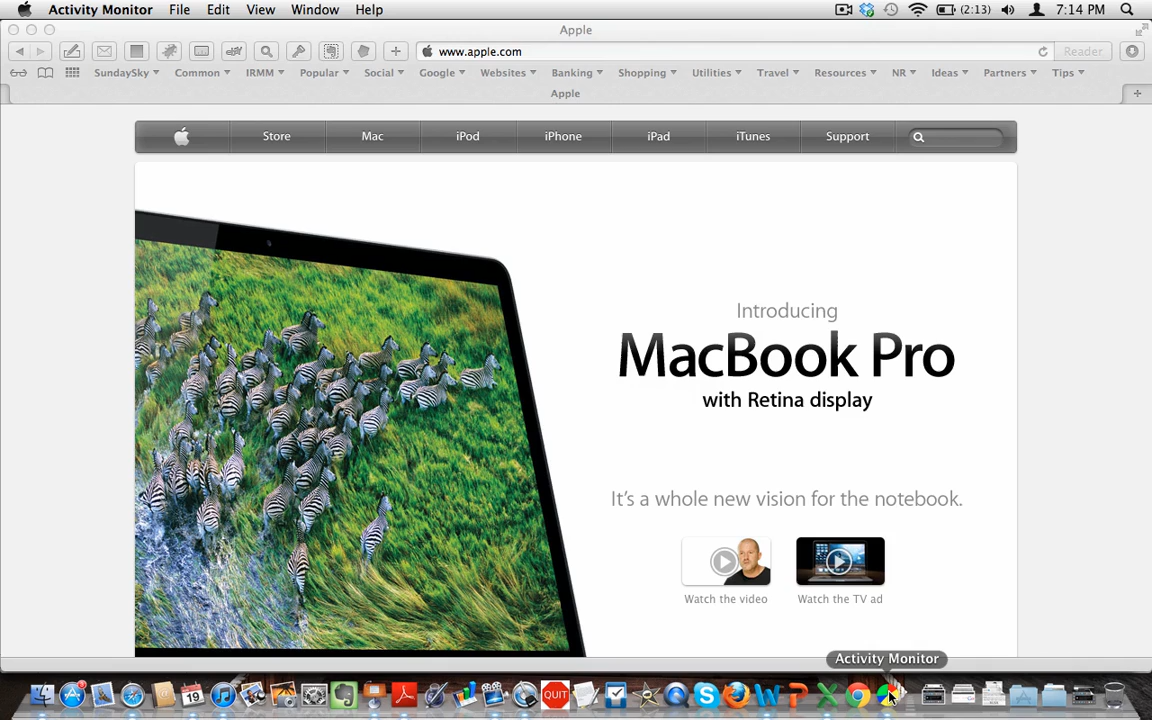 Activity Monitor File Edit View Window Help (2:13) 7:14 PM
Apple
www.apple.com Reader
SundaySky Common IRMM Popular Social Google Websites Banking Shopping Utilities Travel Resources NR Ideas Partners Tips
Apple
Store Mac iPod iPhone iPad iTunes Support
Introducing
MacBook Pro
with Retina display
It's a whole new vision for the notebook.
Watch the video Watch the TV ad
Activity Monitor
19 QUIT